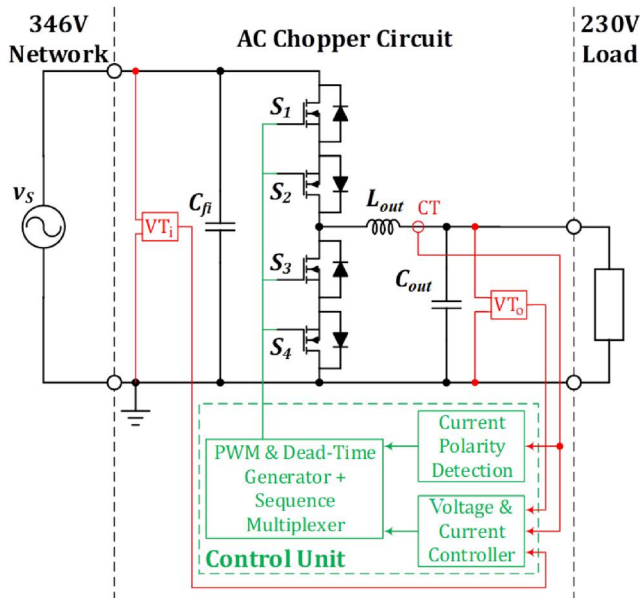 346V
Network
AC Chopper Circuit
230V
Load
S1
S2
S3
S4
vS
VTi
Cfi
Lout
CT
Cout
VTo
PWM & Dead-Time
Generator +
Sequence
Multiplexer
Current
Polarity
Detection
Voltage &
Current
Controller
Control Unit